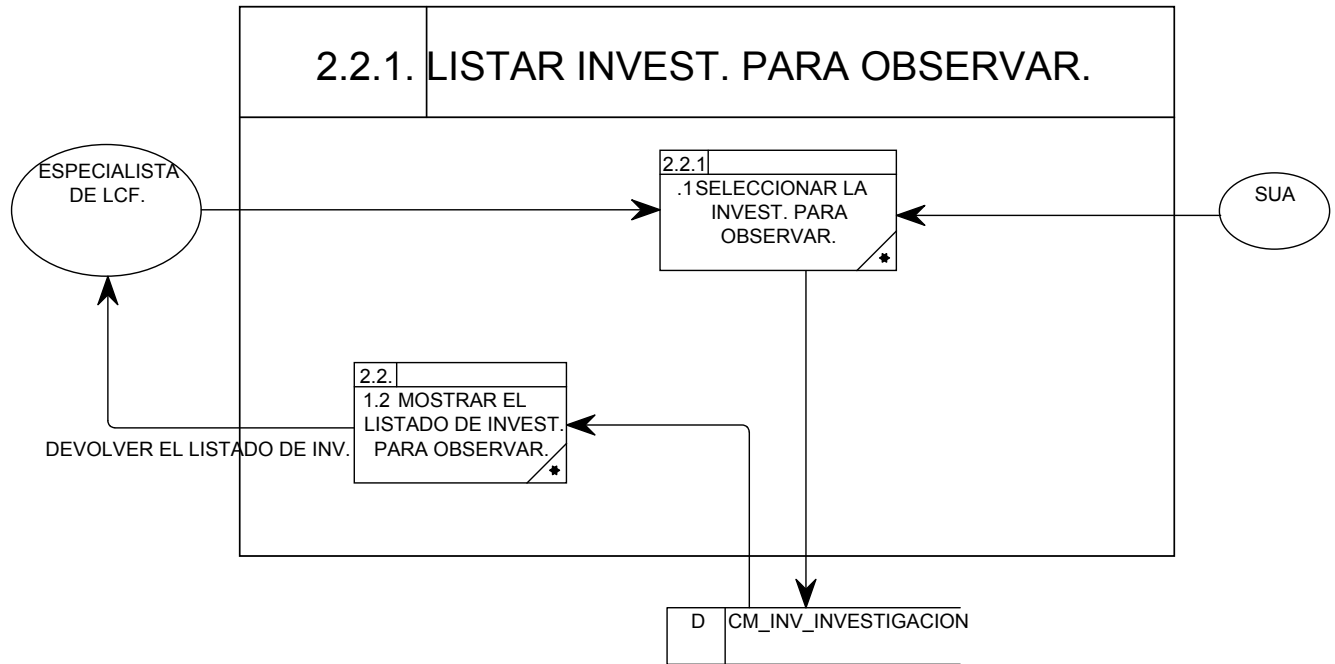 2.2.1. LISTAR INVEST. PARA OBSERVAR.
ESPECIALISTA
DE LCF.
2.2.1
.1SELECCIONAR LA
INVEST. PARA
OBSERVAR.
SUA
2.2.
1.2 MOSTRAR EL
LISTADO DE INVEST.
PARA OBSERVAR.
DEVOLVER EL LISTADO DE INV.
D CM_INV_INVESTIGACION